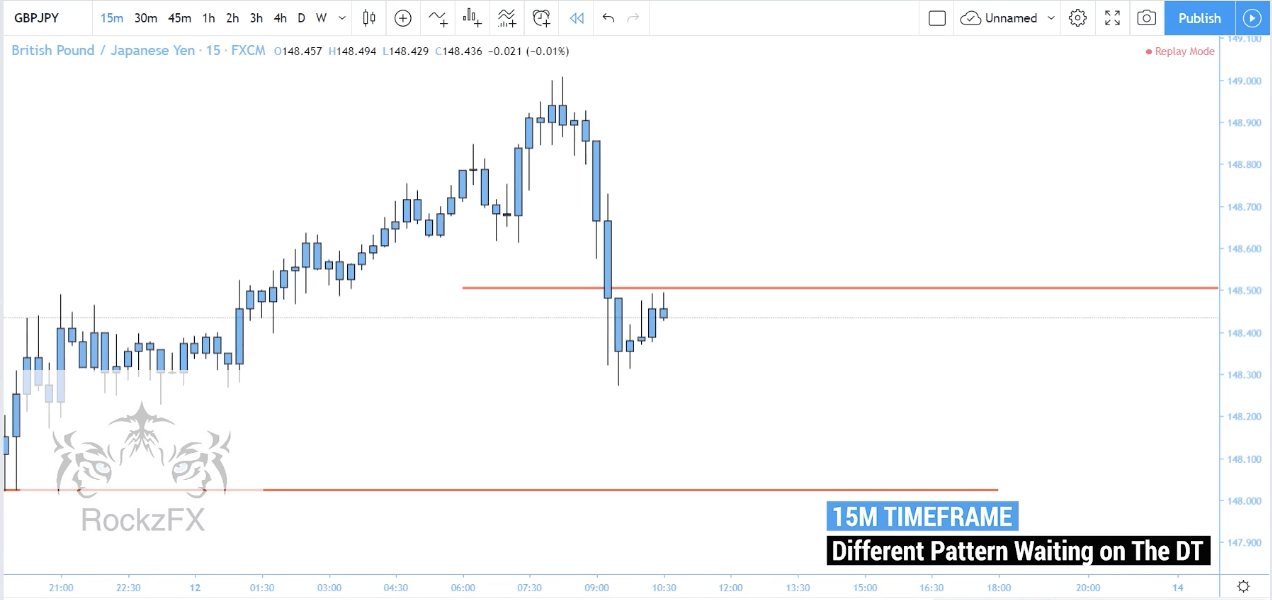 GBPJPY 15m 30m 45m 1h 2h 3h 4h D W Unnamed Publish
British Pound / Japanese Yen · 15 · FXCM O148.457 H148.494 L148.429 C148.436 −0.021 (−0.01%)
Replay Mode
149.100
149.000
148.900
148.800
148.700
148.600
148.500
148.400
148.300
148.200
148.100
148.000
147.900
RockzFX
15M TIMEFRAME
Different Pattern Waiting on The DT
21:00 22:30 12 01:30 03:00 04:30 06:00 07:30 09:00 10:30 12:00 13:30 15:00 16:30 18:00 20:00 14